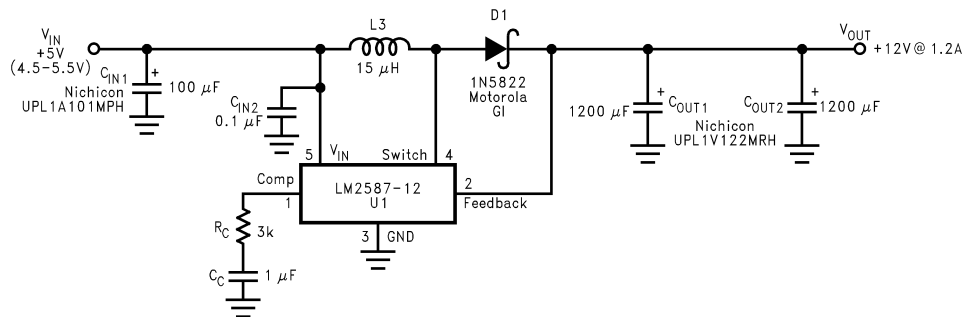 D1
L3
V_IN
+5V
(4.5-5.5V)
V_OUT
+12V @ 1.2A
C_IN1
+
100 μF
Nichicon
UPL1A101MPH
15 μH
1N5822
Motorola
GI
C_IN2
0.1 μF
1200 μF
+
C_OUT1
C_OUT2
+
1200 μF
Nichicon
UPL1V122MRH
5
V_IN
Switch
4
Comp
1
LM2587-12
U1
2
Feedback
3
GND
R_C
3k
C_C
1 μF